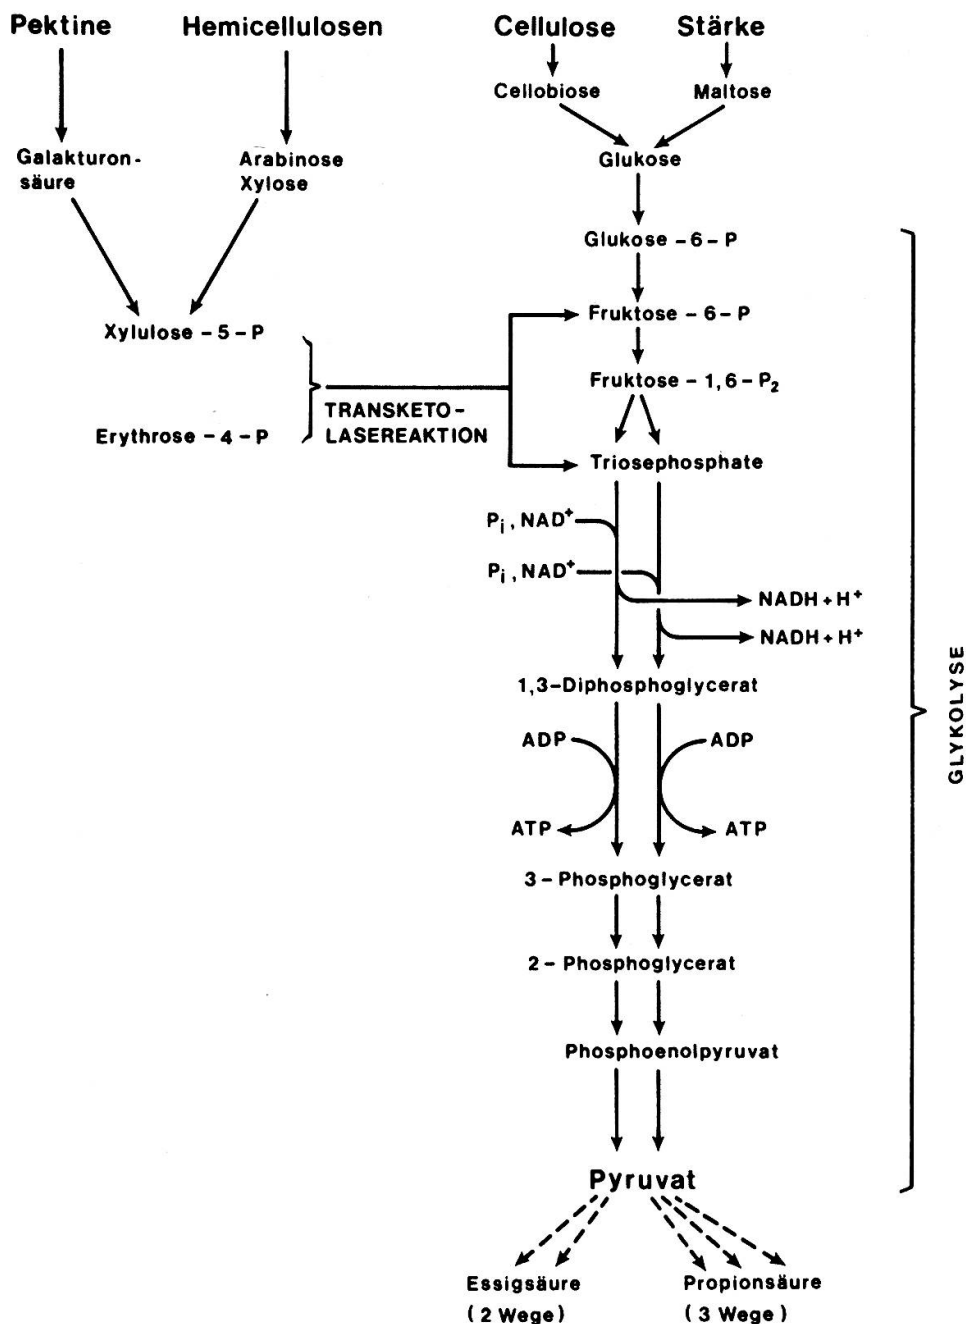 Pektine Hemicellulosen Cellulose Stärke
Cellobiose Maltose
Galakturon-
säure
Arabinose
Xylose
Glukose
Glukose – 6 – P
Xylulose – 5 – P
Fruktose – 6 – P
Fruktose – 1,6 – P₂
TRANSKETO –
LASEREAKTION
Erythrose – 4 – P
Triosephosphate
Pi, NAD⁺
Pi, NAD⁺
NADH + H⁺
NADH + H⁺
1,3–Diphosphoglycerat
ADP ADP
ATP ATP
3 – Phosphoglycerat
2 – Phosphoglycerat
Phosphoenolpyruvat
Pyruvat
GLYKOLYSE
Essigsäure
(2 Wege)
Propionsäure
(3 Wege)